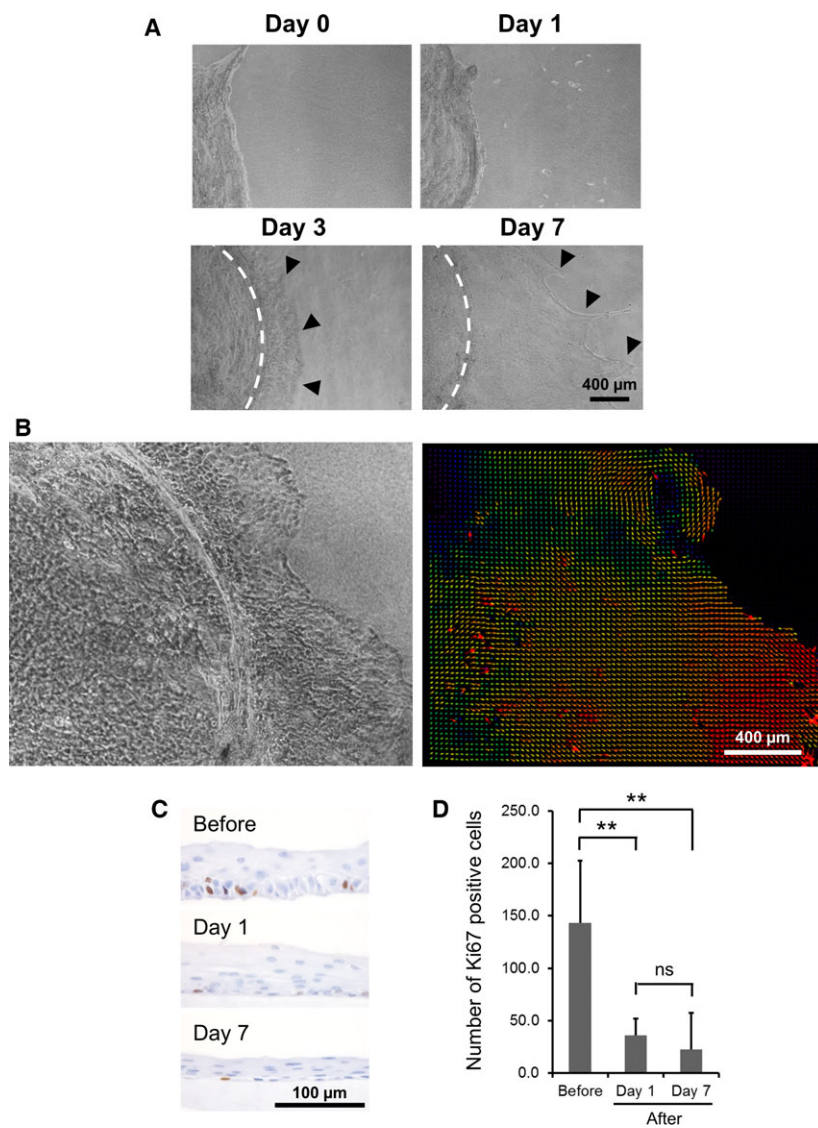 A
Day 0
Day 1
Day 3
Day 7
400 µm
B
400 µm
C
Before
Day 1
Day 7
100 µm
D
Number of Ki67 positive cells
250.0
200.0
150.0
100.0
50.0
0.0
**
**
ns
Before
Day 1
Day 7
After